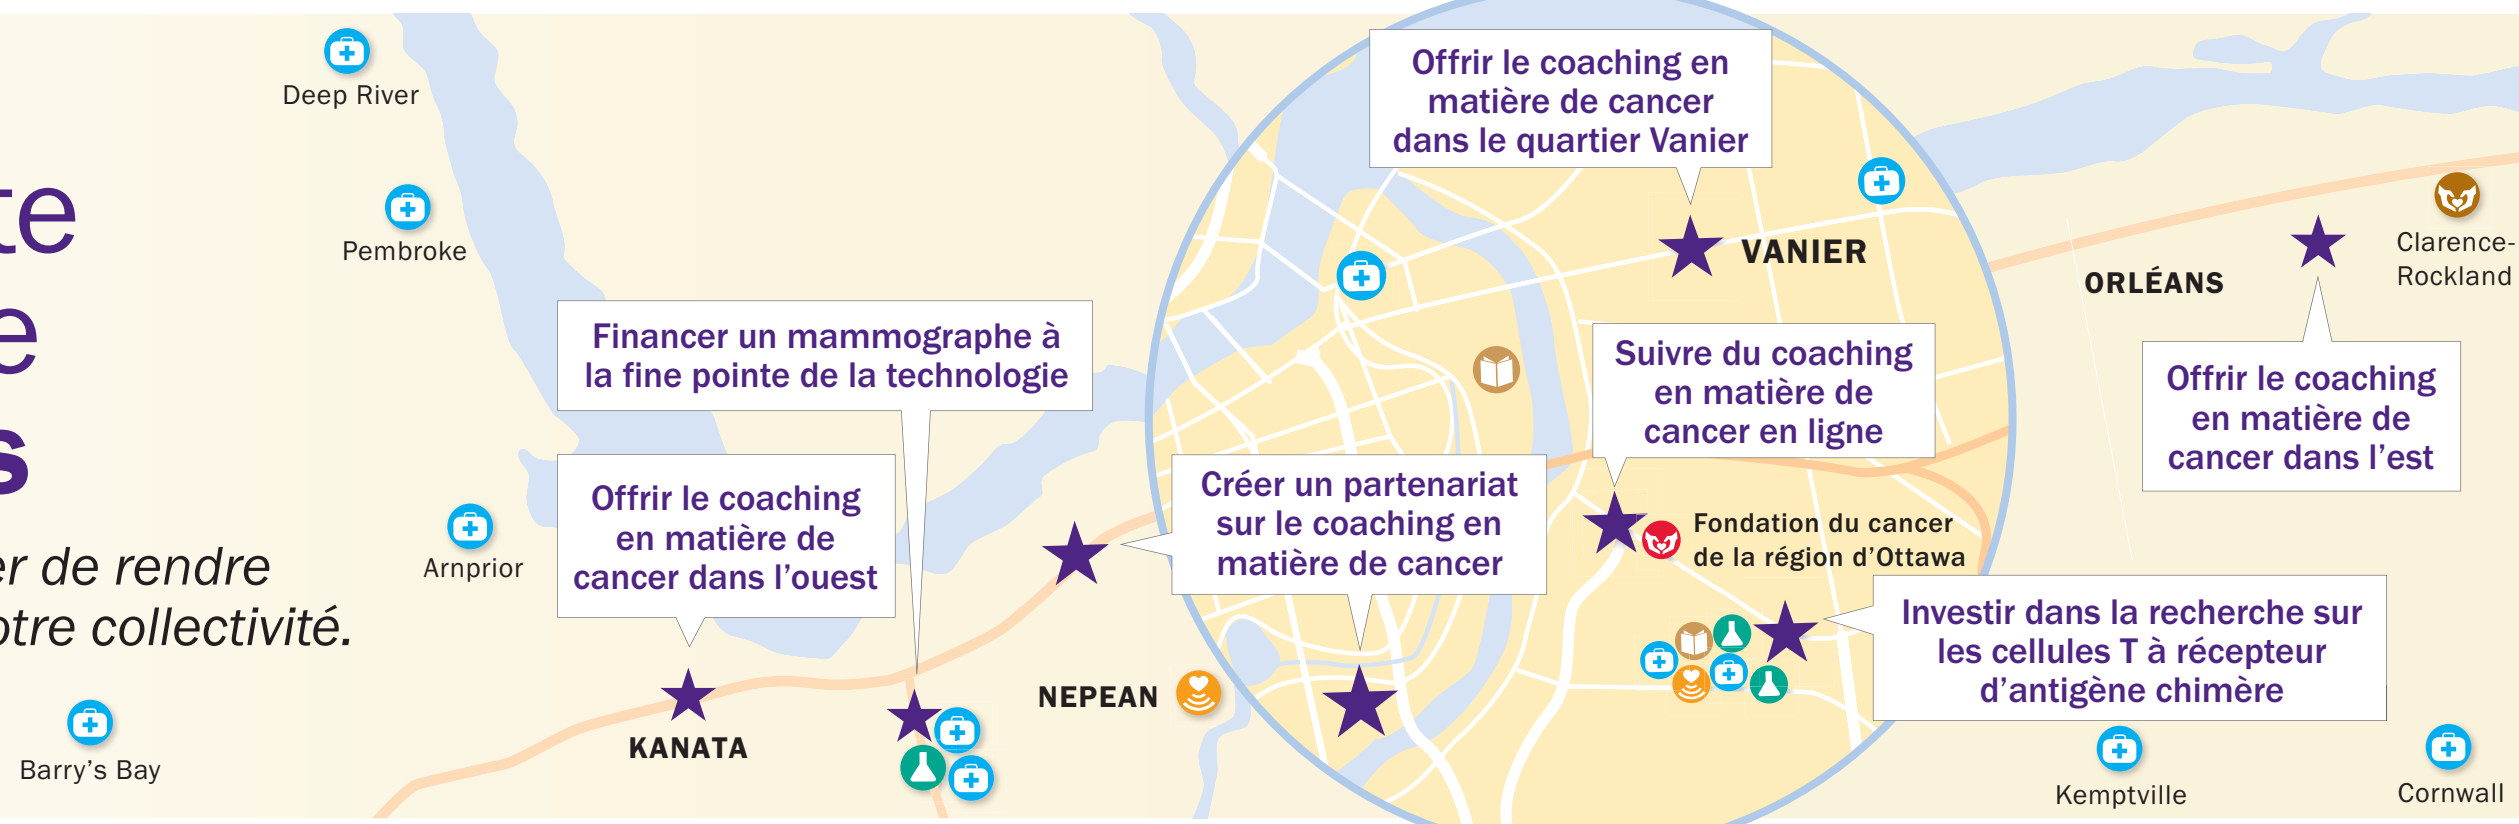 te
e
s
er de rendre
otre collectivité.
Deep River
Pembroke
Arnprior
Barry's Bay
Financer un mammographe à
la fine pointe de la technologie
Offrir le coaching
en matière de
cancer dans l'ouest
KANATA
NEPEAN
Offrir le coaching en
matière de cancer
dans le quartier Vanier
VANIER
Créer un partenariat
sur le coaching en
matière de cancer
Suivre du coaching
en matière de
cancer en ligne
Fondation du cancer
de la région d'Ottawa
Investir dans la recherche sur
les cellules T à récepteur
d'antigène chimère
ORLÉANS
Clarence-
Rockland
Offrir le coaching
en matière de
cancer dans l'est
Kemptville
Cornwall